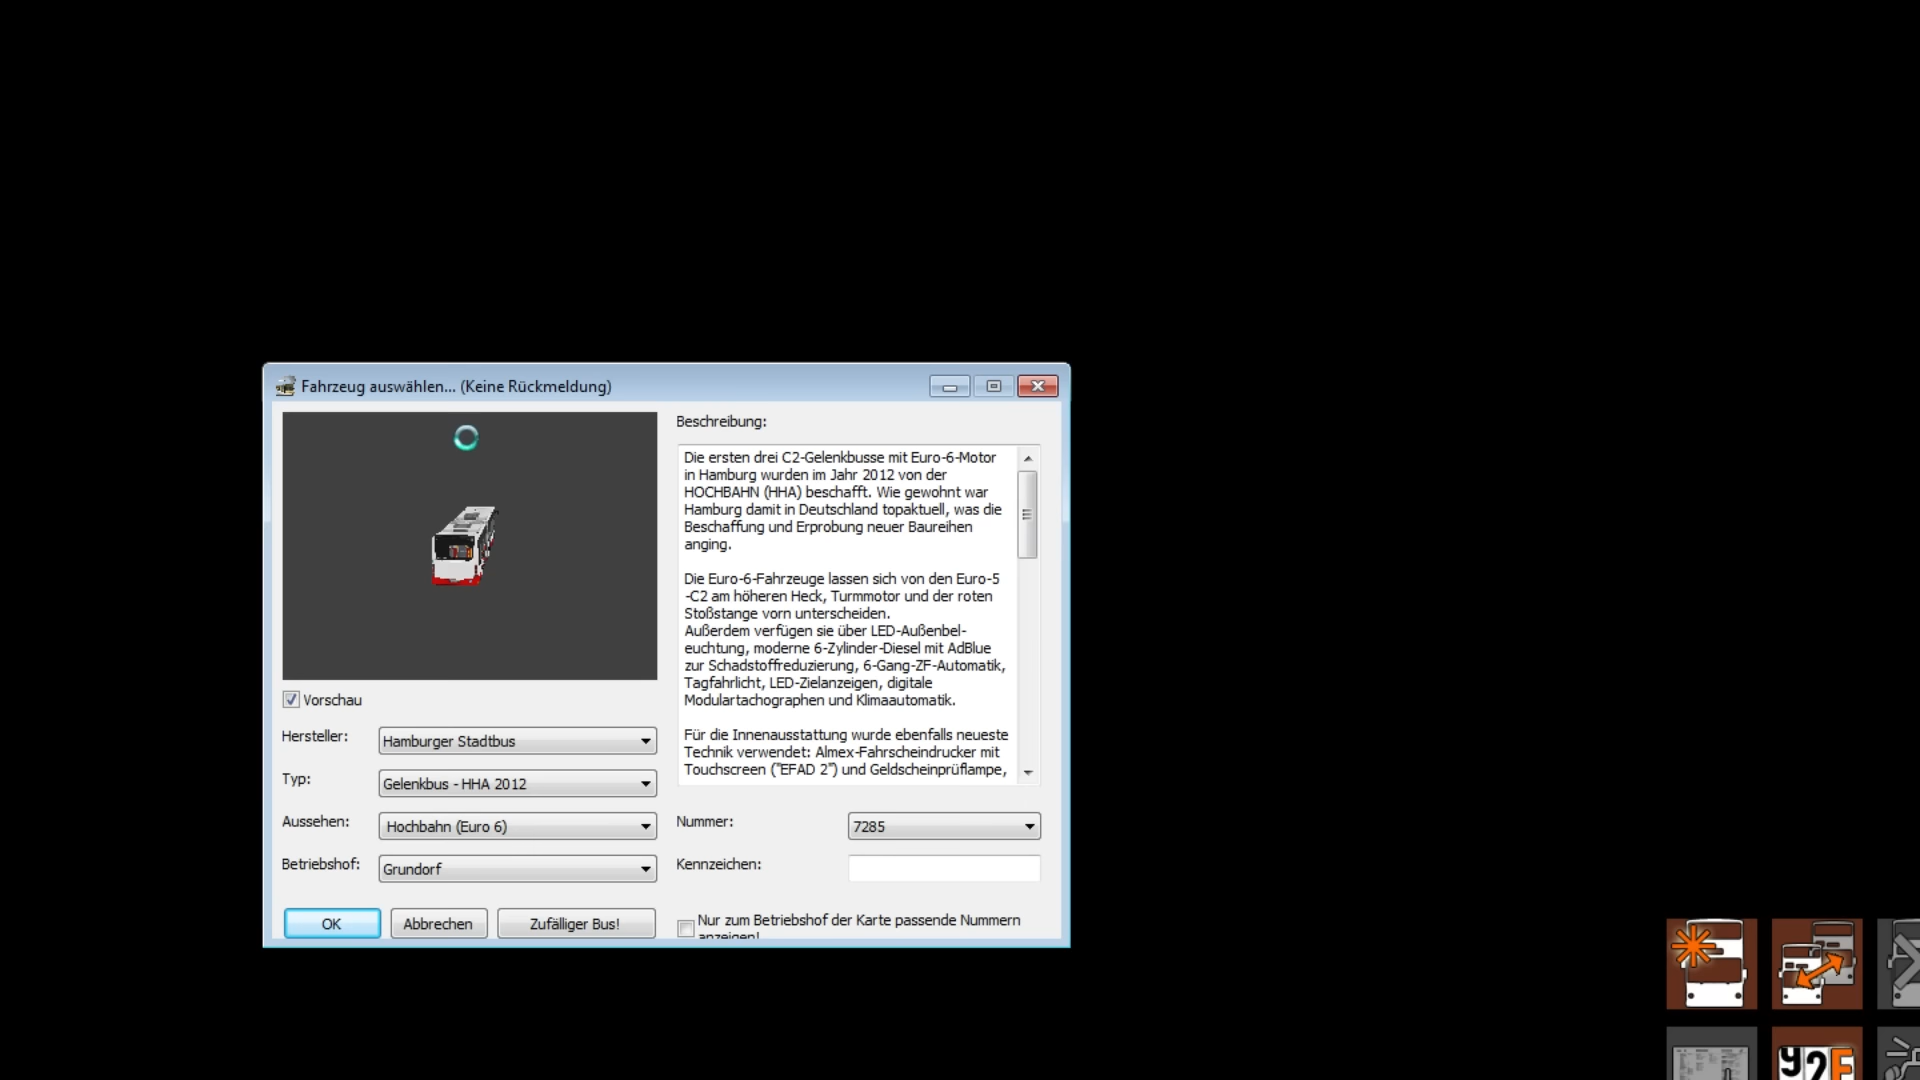 Fahrzeug auswählen... (Keine Rückmeldung)
Beschreibung:
Die ersten drei C2-Gelenkbusse mit Euro-6-Motor
in Hamburg wurden im Jahr 2012 von der
HOCHBAHN (HHA) beschafft. Wie gewohnt war
Hamburg damit in Deutschland topaktuell, was die
Beschaffung und Erprobung neuer Baureihen
anging.
Die Euro-6-Fahrzeuge lassen sich von den Euro-5
-C2 am höheren Heck, Turmmotor und der roten
Stoßstange vorn unterscheiden.
Außerdem verfügen sie über LED-Außenbel-
euchtung, moderne 6-Zylinder-Diesel mit AdBlue
zur Schadstoffreduzierung, 6-Gang-ZF-Automatik,
Tagfahrlicht, LED-Zielanzeigen, digitale
Modulartachographen und Klimaautomatik.
Für die Innenausstattung wurde ebenfalls neueste
Technik verwendet: Almex-Fahrscheindrucker mit
Touchscreen ("EFAD 2") und Geldscheinprüflampe,
Vorschau
Hersteller:
Hamburger Stadtbus
Typ:
Gelenkbus - HHA 2012
Aussehen:
Hochbahn (Euro 6)
Betriebshof:
Grundorf
Nummer:
7285
Kennzeichen:
OK
Abbrechen
Zufälliger Bus!
Nur zum Betriebshof der Karte passende Nummern
anzeigen!
Y2F